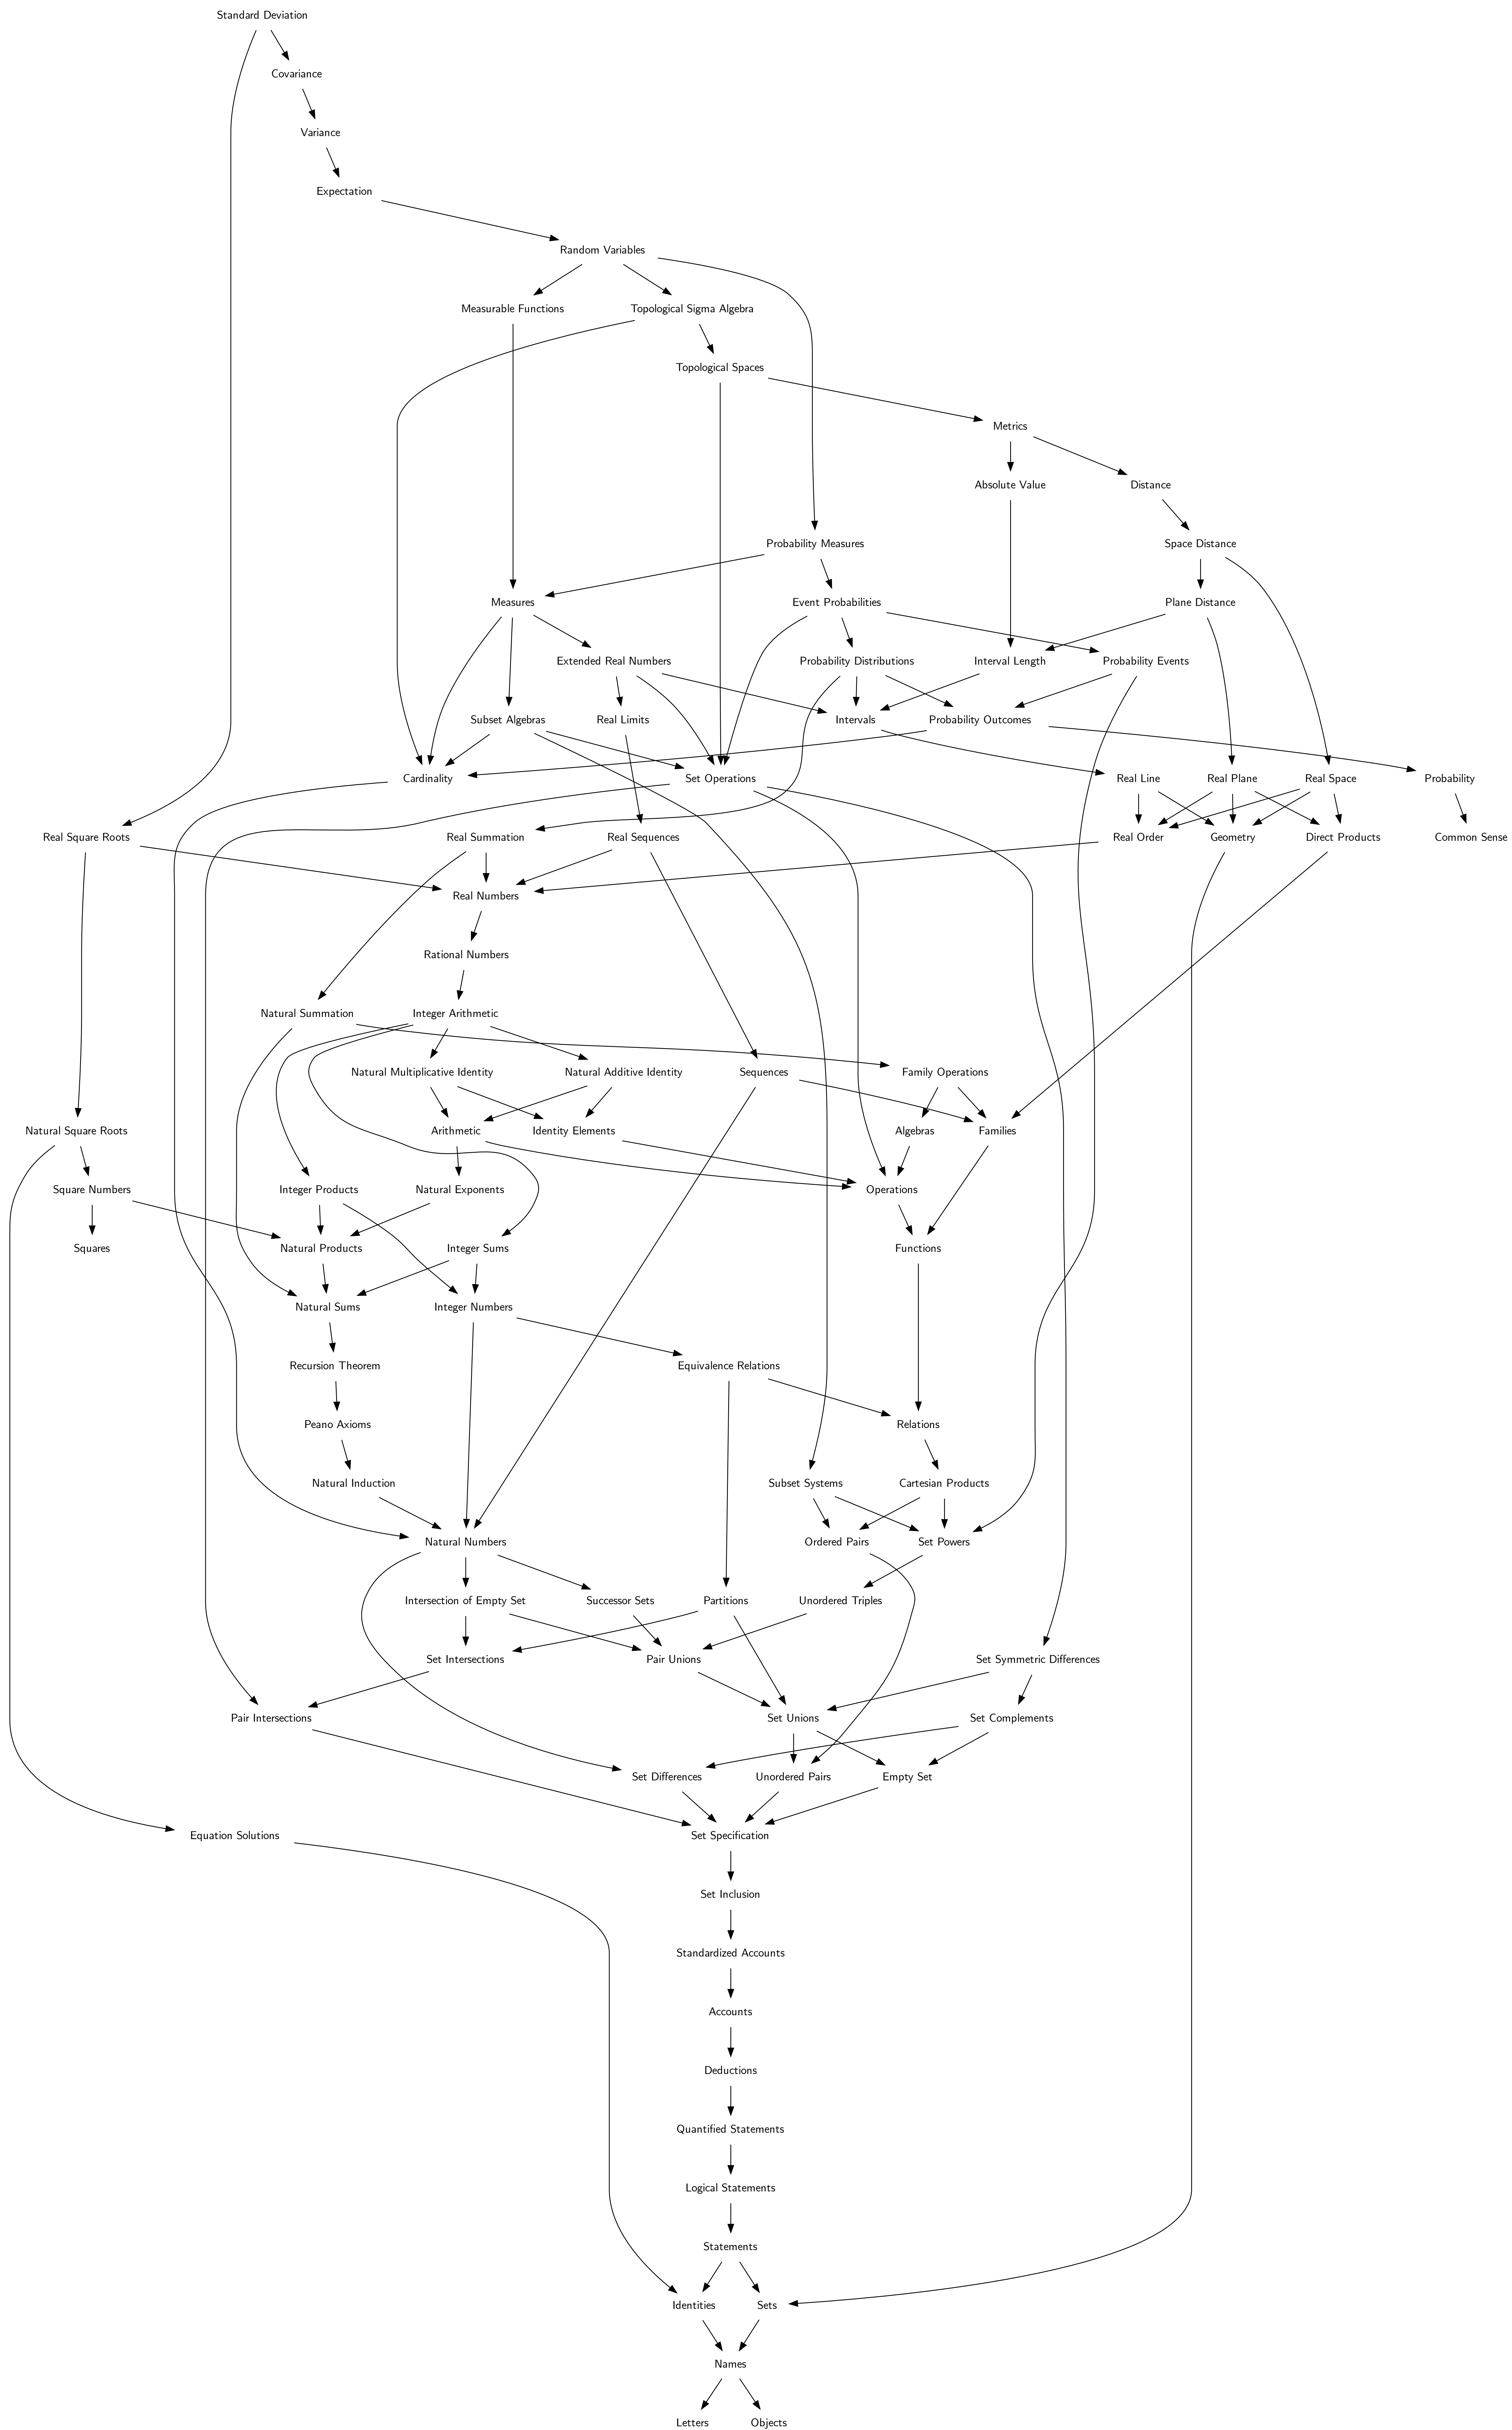 Standard Deviation
Covariance
Variance
Expectation
Random Variables
Measurable Functions
Topological Sigma Algebra
Topological Spaces
Metrics
Absolute Value
Distance
Probability Measures
Space Distance
Measures
Event Probabilities
Plane Distance
Extended Real Numbers
Probability Distributions
Interval Length
Probability Events
Subset Algebras
Real Limits
Intervals
Probability Outcomes
Cardinality
Set Operations
Real Line
Real Plane
Real Space
Probability
Real Square Roots
Real Summation
Real Sequences
Real Order
Geometry
Direct Products
Common Sense
Real Numbers
Rational Numbers
Natural Summation
Integer Arithmetic
Natural Multiplicative Identity
Natural Additive Identity
Sequences
Family Operations
Natural Square Roots
Arithmetic
Identity Elements
Algebras
Families
Square Numbers
Integer Products
Natural Exponents
Operations
Squares
Natural Products
Integer Sums
Functions
Natural Sums
Integer Numbers
Recursion Theorem
Equivalence Relations
Peano Axioms
Relations
Natural Induction
Subset Systems
Cartesian Products
Natural Numbers
Ordered Pairs
Set Powers
Intersection of Empty Set
Successor Sets
Partitions
Unordered Triples
Set Intersections
Pair Unions
Set Symmetric Differences
Pair Intersections
Set Unions
Set Complements
Set Differences
Unordered Pairs
Empty Set
Equation Solutions
Set Specification
Set Inclusion
Standardized Accounts
Accounts
Deductions
Quantified Statements
Logical Statements
Statements
Identities
Sets
Names
Letters
Objects